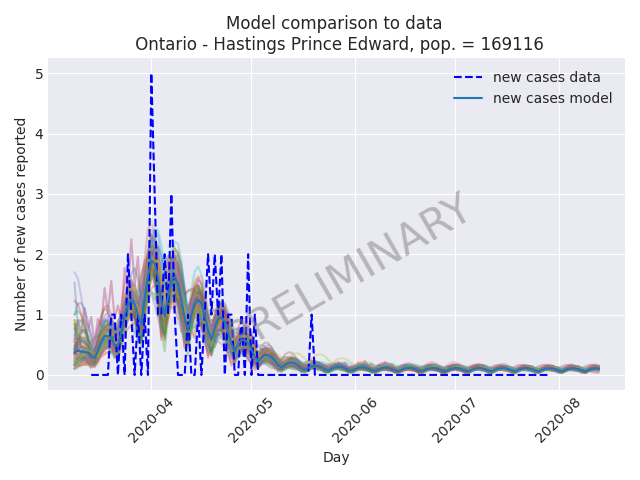 Model comparison to data
Ontario - Hastings Prince Edward, pop. = 169116
Number of new cases reported
5
4
3
2
1
0
new cases data
new cases model
PRELIMINARY
2020-04
2020-05
2020-06
2020-07
2020-08
Day